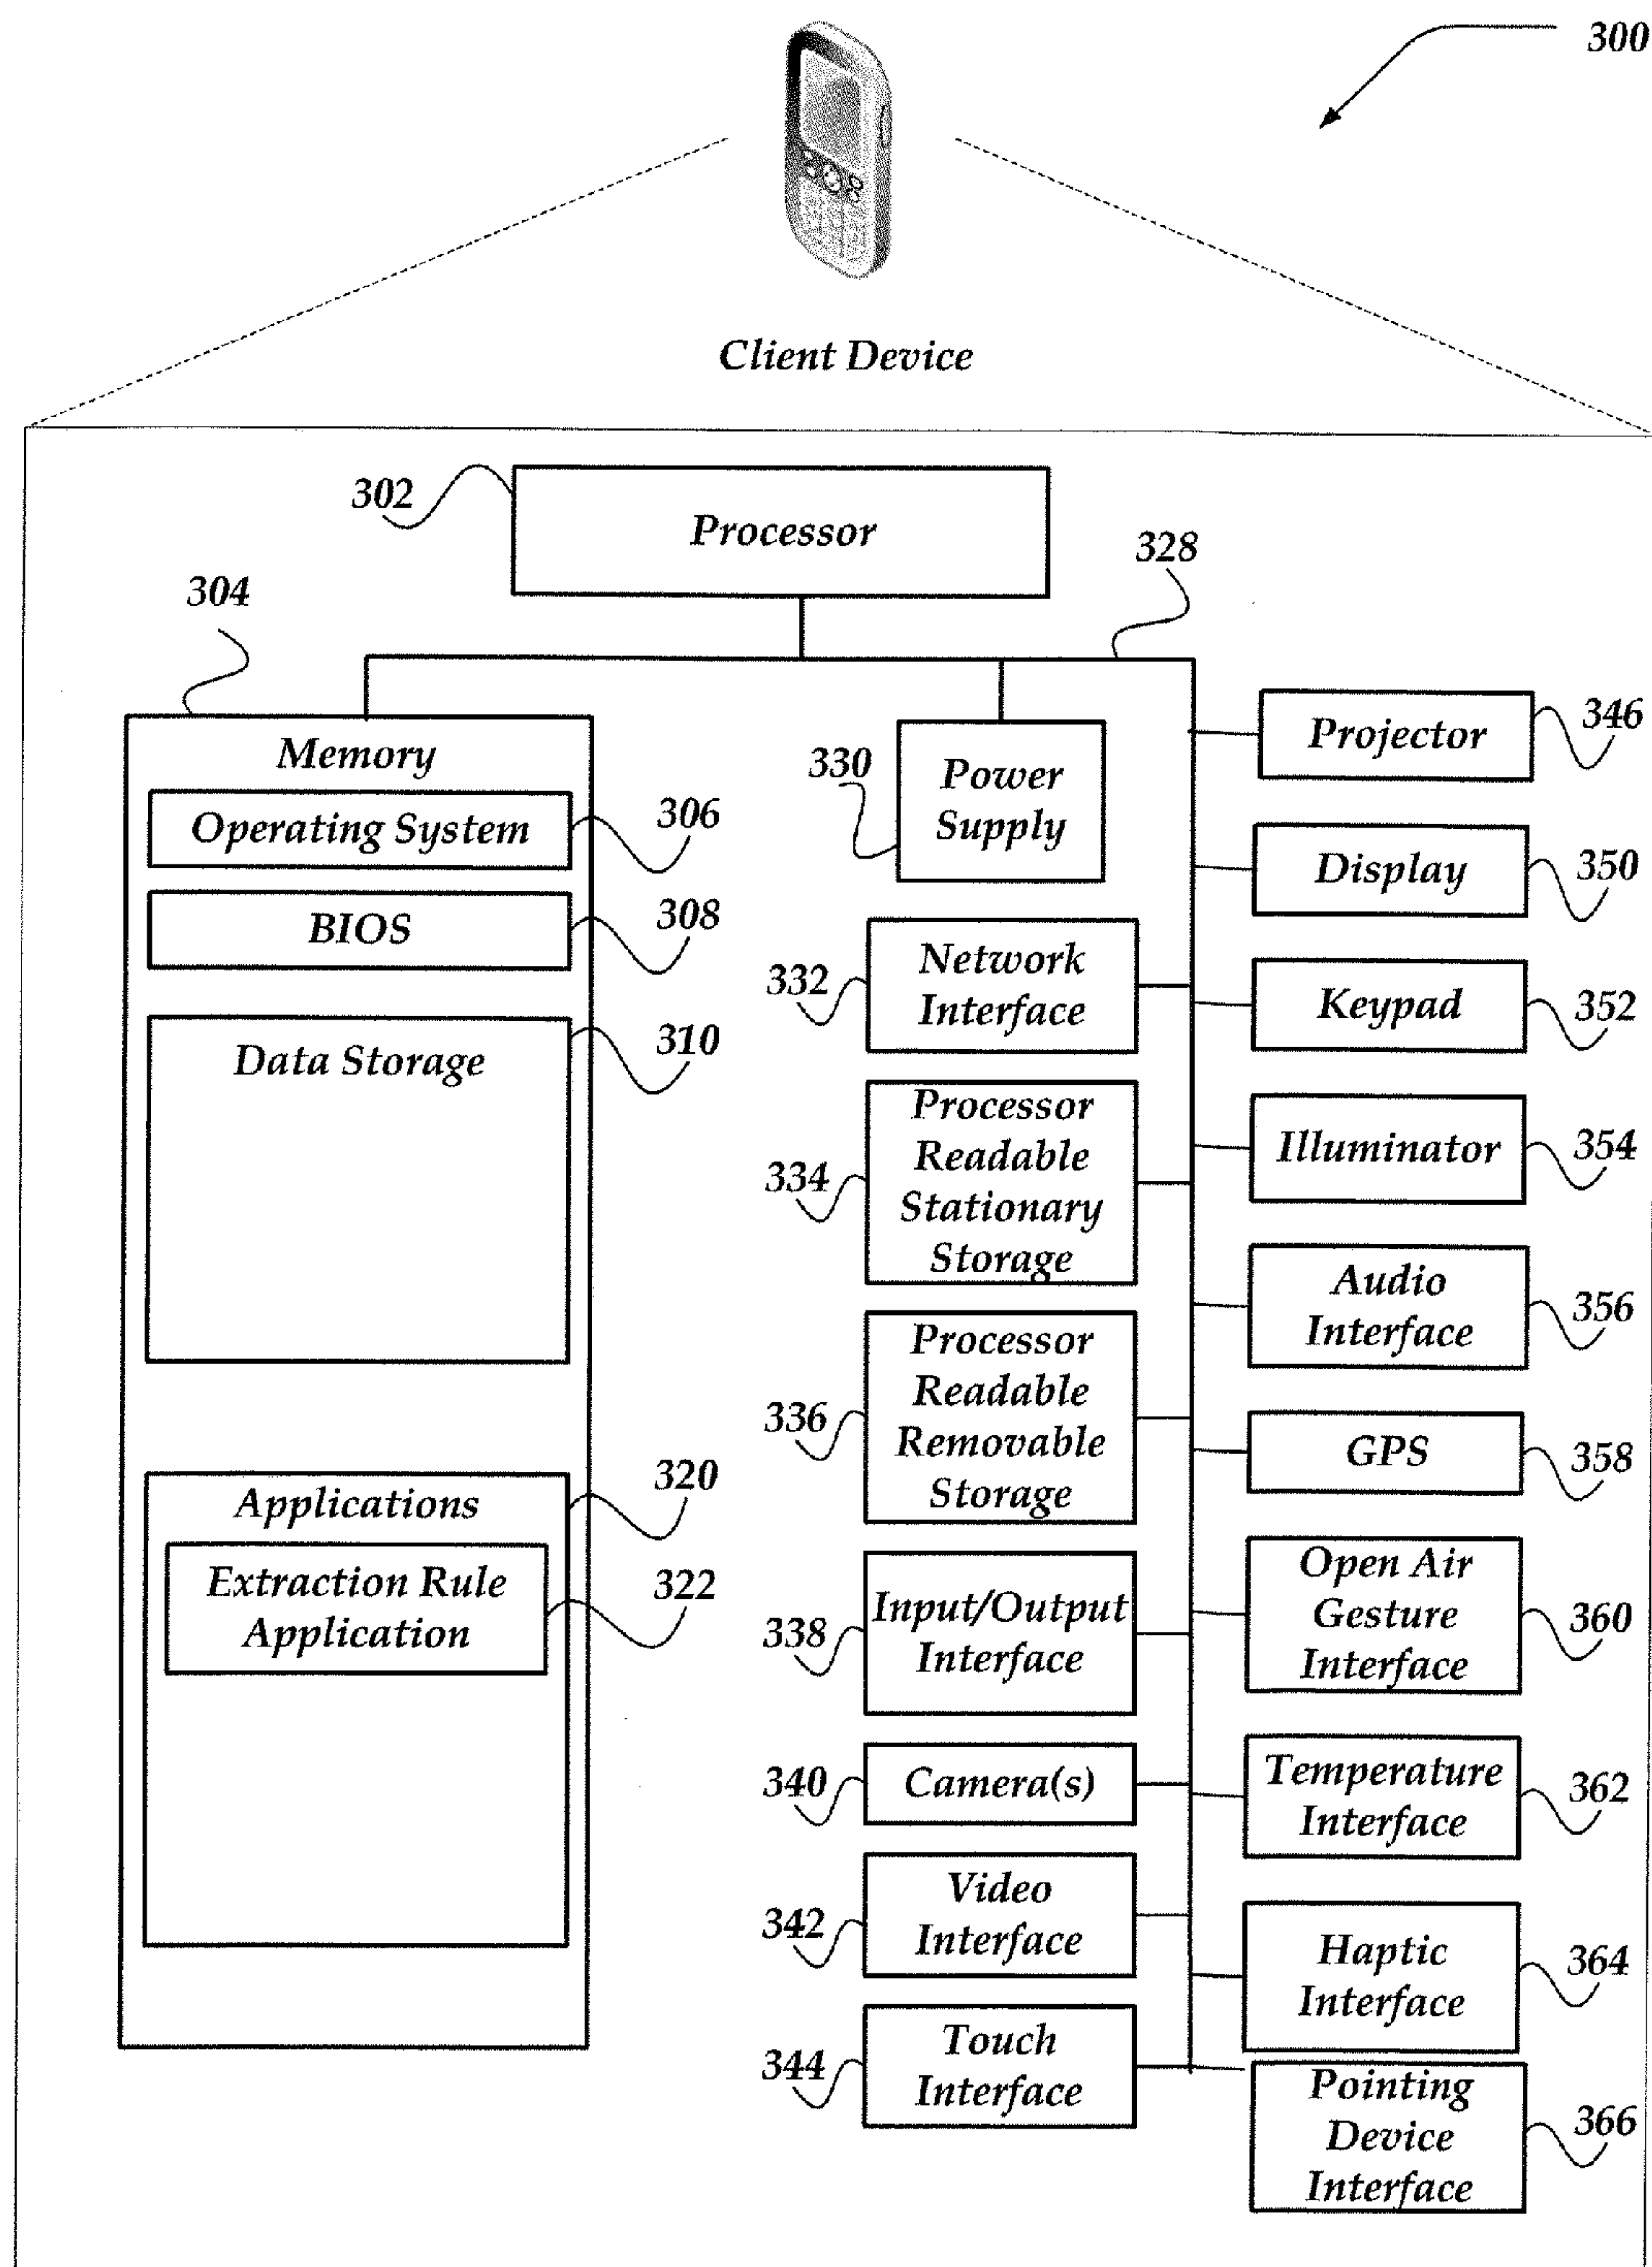 300
Client Device
302
Processor
328
304
Memory
Operating System
306
BIOS
308
Data Storage
310
Applications
320
Extraction Rule
Application
322
330
Power
Supply
332
Network
Interface
334
Processor
Readable
Stationary
Storage
336
Processor
Readable
Removable
Storage
338
Input/Output
Interface
340
Camera(s)
342
Video
Interface
344
Touch
Interface
Projector
346
Display
350
Keypad
352
Illuminator
354
Audio
Interface
356
GPS
358
Open Air
Gesture
Interface
360
Temperature
Interface
362
Haptic
Interface
364
Pointing
Device
Interface
366